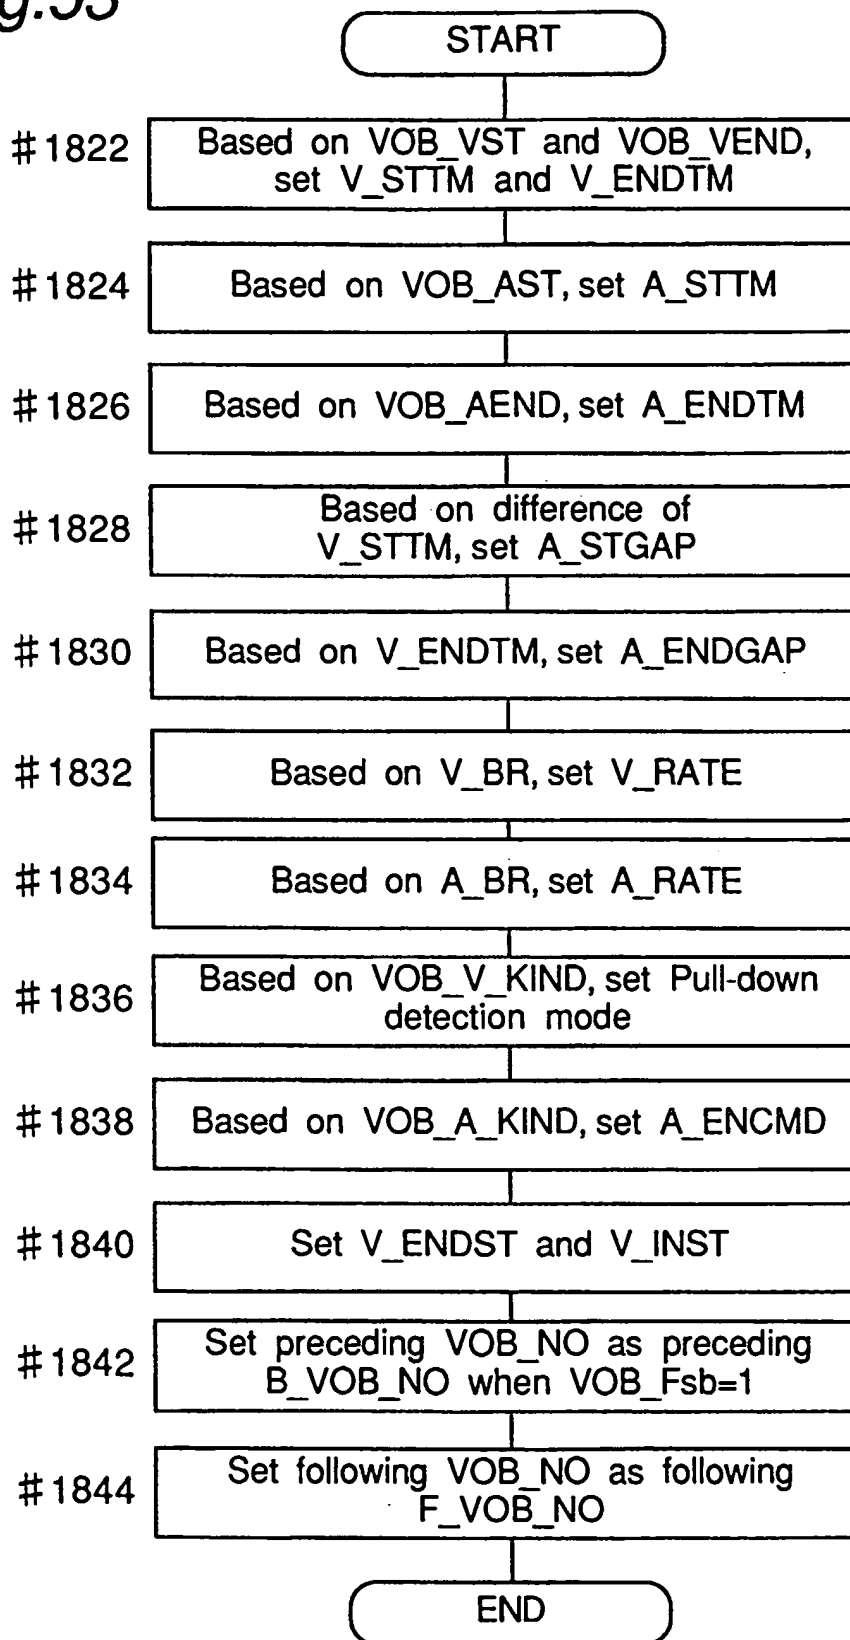 g.53
START
#1822
Based on VOB_VST and VOB_VEND,
set V_STTM and V_ENDTM
#1824
Based on VOB_AST, set A_STTM
#1826
Based on VOB_AEND, set A_ENDTM
#1828
Based on difference of
V_STTM, set A_STGAP
#1830
Based on V_ENDTM, set A_ENDGAP
#1832
Based on V_BR, set V_RATE
#1834
Based on A_BR, set A_RATE
#1836
Based on VOB_V_KIND, set Pull-down
detection mode
#1838
Based on VOB_A_KIND, set A_ENCMD
#1840
Set V_ENDST and V_INST
#1842
Set preceding VOB_NO as preceding
B_VOB_NO when VOB_Fsb=1
#1844
Set following VOB_NO as following
F_VOB_NO
END